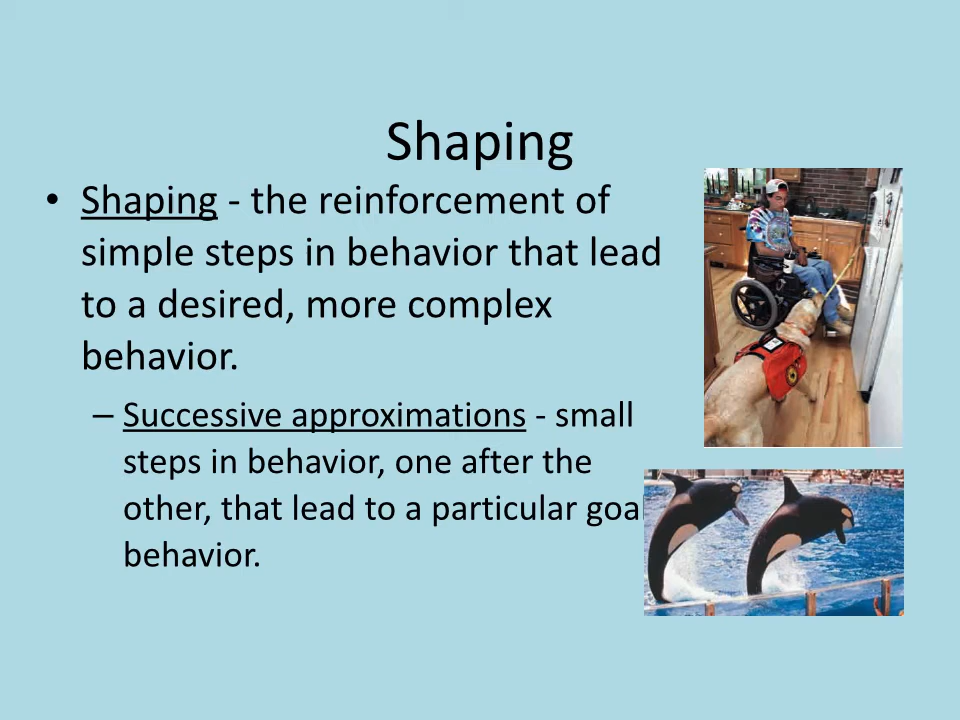 Shaping
• Shaping - the reinforcement of
simple steps in behavior that lead
to a desired, more complex
behavior.
– Successive approximations - small
steps in behavior, one after the
other, that lead to a particular goal
behavior.